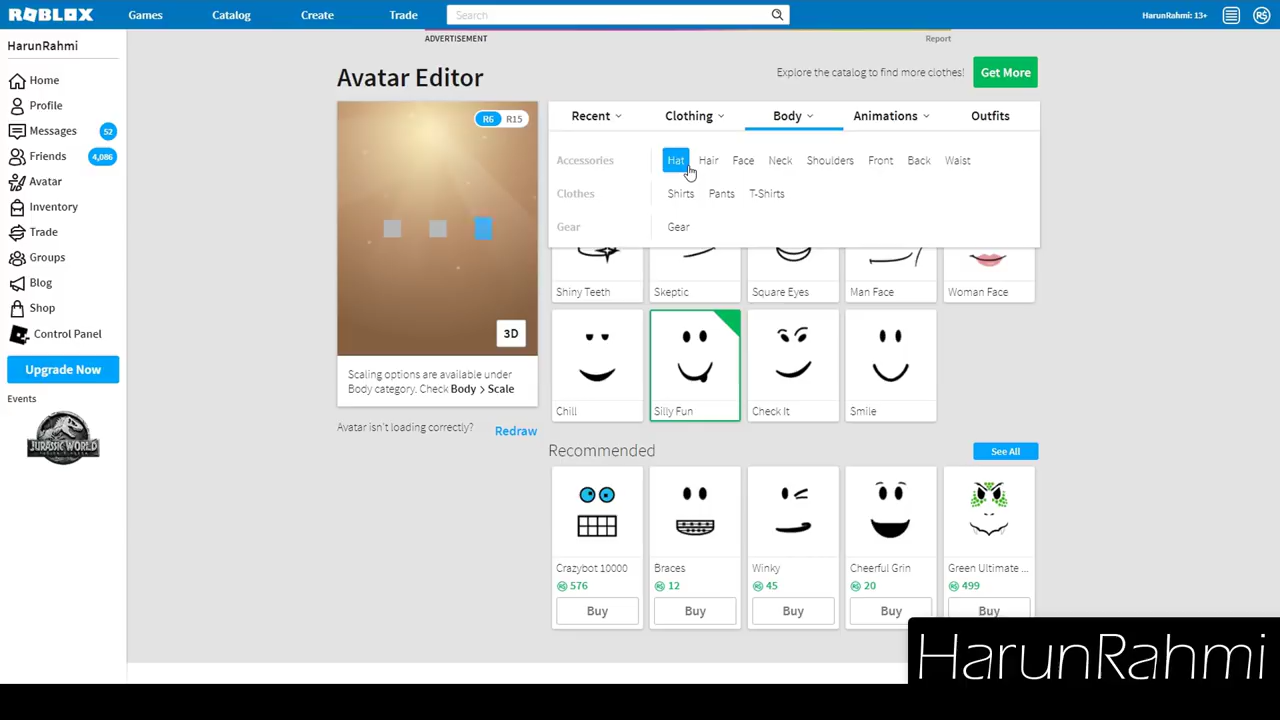 ROBLOX Games Catalog Create Trade Search HarunRahmi: 13+
HarunRahmi
Home
Profile
Messages 52
Friends 4,086
Avatar
Inventory
Trade
Groups
Blog
Shop
Control Panel
Upgrade Now
Events
JURASSIC WORLD
ADVERTISEMENT Report
Avatar Editor
Explore the catalog to find more clothes! Get More
R6 R15
3D
Scaling options are available under
Body category. Check Body > Scale
Avatar isn't loading correctly? Redraw
Recent Clothing Body Animations Outfits
Accessories Hat Hair Face Neck Shoulders Front Back Waist
Clothes Shirts Pants T-Shirts
Gear Gear
Shiny Teeth Skeptic Square Eyes Man Face Woman Face
Chill Silly Fun Check It Smile
Recommended See All
Crazybot 10000 Braces Winky Cheerful Grin Green Ultimate ...
R$ 576 R$ 12 R$ 45 R$ 20 R$ 499
Buy Buy Buy Buy Buy
HarunRahmi